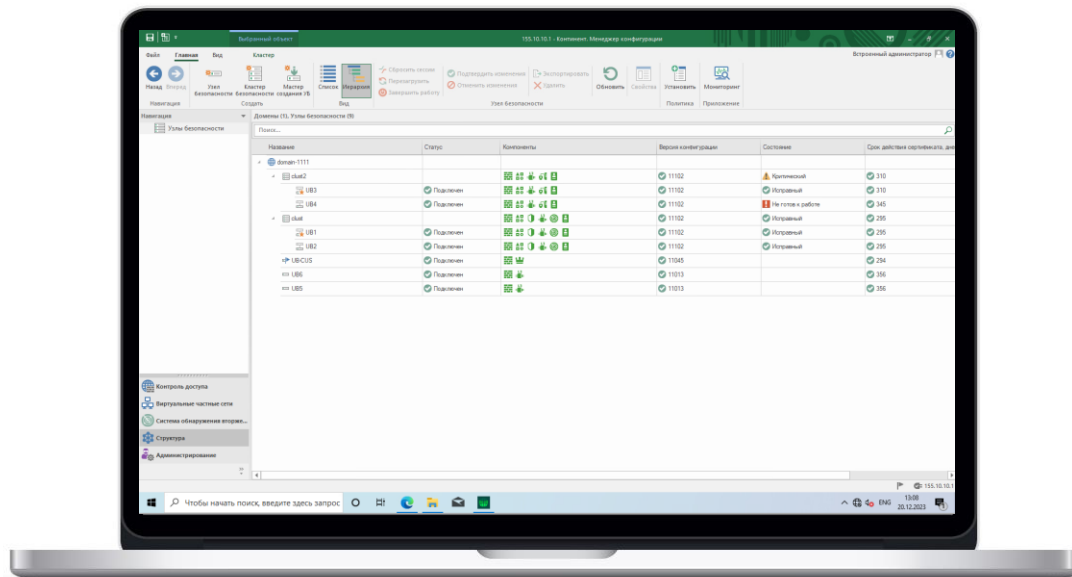 Выбранный объект
155.10.10.1 - Континент. Менеджер конфигурации
Файл Главная Вид Кластер
Встроенный администратор
Назад Вперед
Узел безопасности
Кластер безопасности
Мастер создания УБ
Список Иерархия
Сбросить сессии
Перезагрузить
Завершить работу
Подтвердить изменения
Отменить изменения
Экспортировать
Удалить
Обновить Свойства Установить Мониторинг
Навигация Создать Вид Узел безопасности Политика Приложение
Навигация
Домены (1), Узлы безопасности (9)
Узлы безопасности
Поиск...
Название Статус Компоненты Версия конфигурации Состояние Срок действия сертификата, дне
domain-1111
clust2 11102 Критический 310
UB3 Подключен 11102 Исправный 310
UB4 Подключен 11102 Не готов к работе 345
clust 11102 Исправный 295
UB1 Подключен 11102 Исправный 295
UB2 Подключен 11102 Исправный 295
UB-CUS Подключен 11045 294
UB6 Подключен 11013 356
UB5 Подключен 11013 356
Контроль доступа
Виртуальные частные сети
Система обнаружения вторже...
Структура
Администрирование
155.10.10.1
Чтобы начать поиск, введите здесь запрос
ENG
13:00
20.12.2023